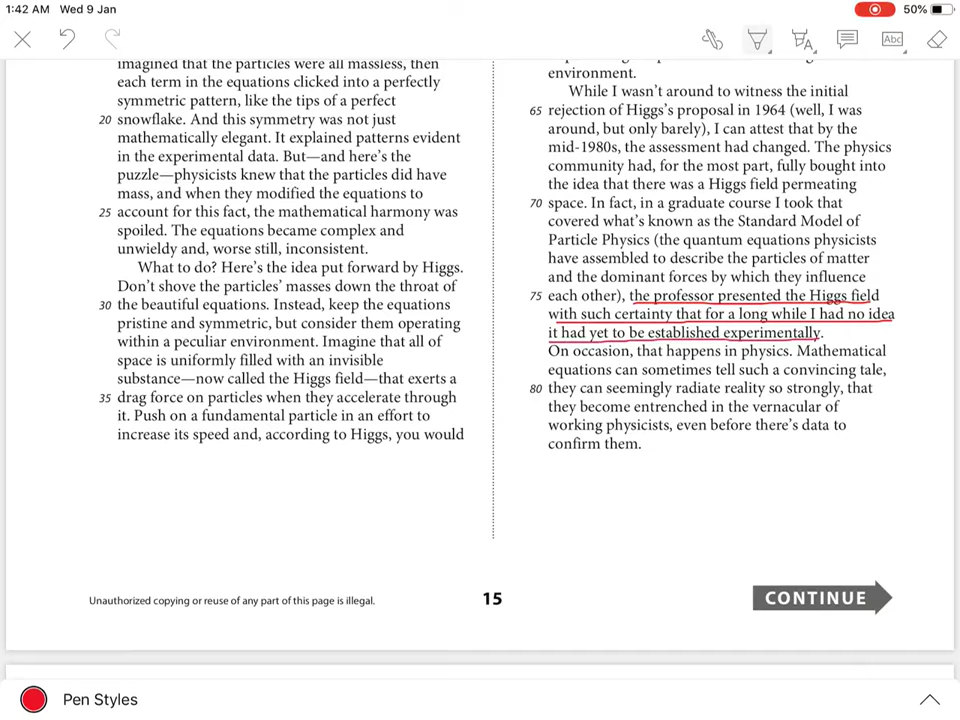 1:42 AM Wed 9 Jan
50%
Abc
imagined that the particles were all massless, then
each term in the equations clicked into a perfectly
symmetric pattern, like the tips of a perfect
20 snowflake. And this symmetry was not just
mathematically elegant. It explained patterns evident
in the experimental data. But—and here's the
puzzle—physicists knew that the particles did have
mass, and when they modified the equations to
25 account for this fact, the mathematical harmony was
spoiled. The equations became complex and
unwieldy and, worse still, inconsistent.
What to do? Here's the idea put forward by Higgs.
Don't shove the particles' masses down the throat of
30 the beautiful equations. Instead, keep the equations
pristine and symmetric, but consider them operating
within a peculiar environment. Imagine that all of
space is uniformly filled with an invisible
substance—now called the Higgs field—that exerts a
35 drag force on particles when they accelerate through
it. Push on a fundamental particle in an effort to
increase its speed and, according to Higgs, you would
environment.
While I wasn't around to witness the initial
65 rejection of Higgs's proposal in 1964 (well, I was
around, but only barely), I can attest that by the
mid-1980s, the assessment had changed. The physics
community had, for the most part, fully bought into
the idea that there was a Higgs field permeating
70 space. In fact, in a graduate course I took that
covered what's known as the Standard Model of
Particle Physics (the quantum equations physicists
have assembled to describe the particles of matter
and the dominant forces by which they influence
75 each other), the professor presented the Higgs field
with such certainty that for a long while I had no idea
it had yet to be established experimentally.
On occasion, that happens in physics. Mathematical
equations can sometimes tell such a convincing tale,
80 they can seemingly radiate reality so strongly, that
they become entrenched in the vernacular of
working physicists, even before there's data to
confirm them.
Unauthorized copying or reuse of any part of this page is illegal.
15
CONTINUE
Pen Styles